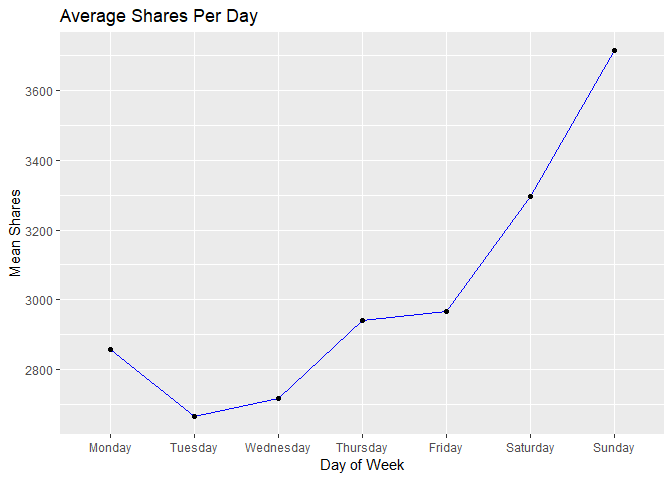 Average Shares Per Day
Mean Shares
3600
3400
3200
3000
2800
Monday Tuesday Wednesday Thursday Friday Saturday Sunday
Day of Week